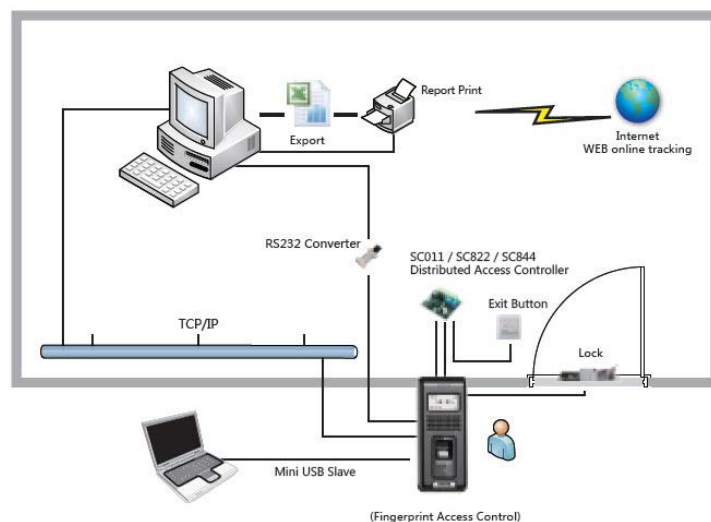 Report Print
Export
Internet
WEB online tracking
RS232 Converter
SC011 / SC822 / SC844
Distributed Access Controller
Exit Button
TCP/IP
Lock
Mini USB Slave
(Fingerprint Access Control)